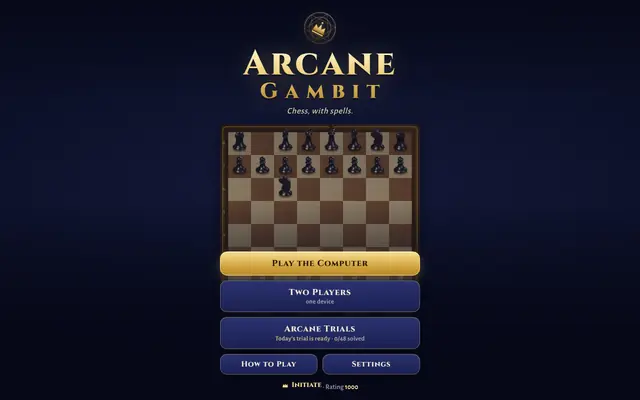 ARCANE
GAMBIT
Chess, with spells.
PLAY THE COMPUTER
TWO PLAYERS
one device
ARCANE TRIALS
Today's trial is ready · 0/48 solved
HOW TO PLAY
SETTINGS
INITIATE · Rating 1000